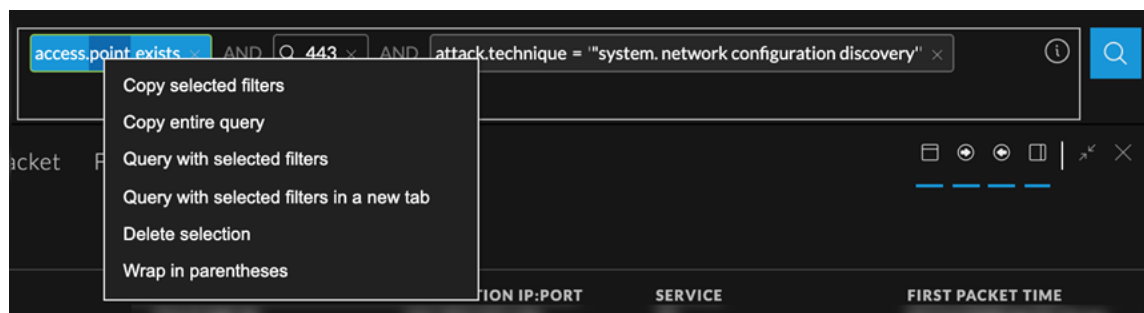 access.point exists × AND 443 × AND attack.technique = '"system. network configuration discovery"' ×
Copy selected filters
Copy entire query
acket F Query with selected filters
Query with selected filters in a new tab
Delete selection
Wrap in parentheses
TION IP:PORT SERVICE FIRST PACKET TIME